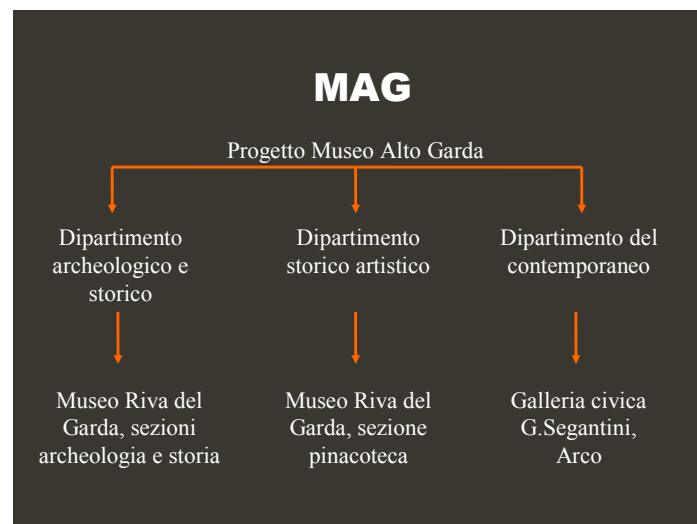 MAG
Progetto Museo Alto Garda
Dipartimento
archeologico e
storico
Dipartimento
storico artistico
Dipartimento del
contemporaneo
Museo Riva del
Garda, sezioni
archeologia e storia
Museo Riva del
Garda, sezione
pinacoteca
Galleria civica
G.Segantini,
Arco